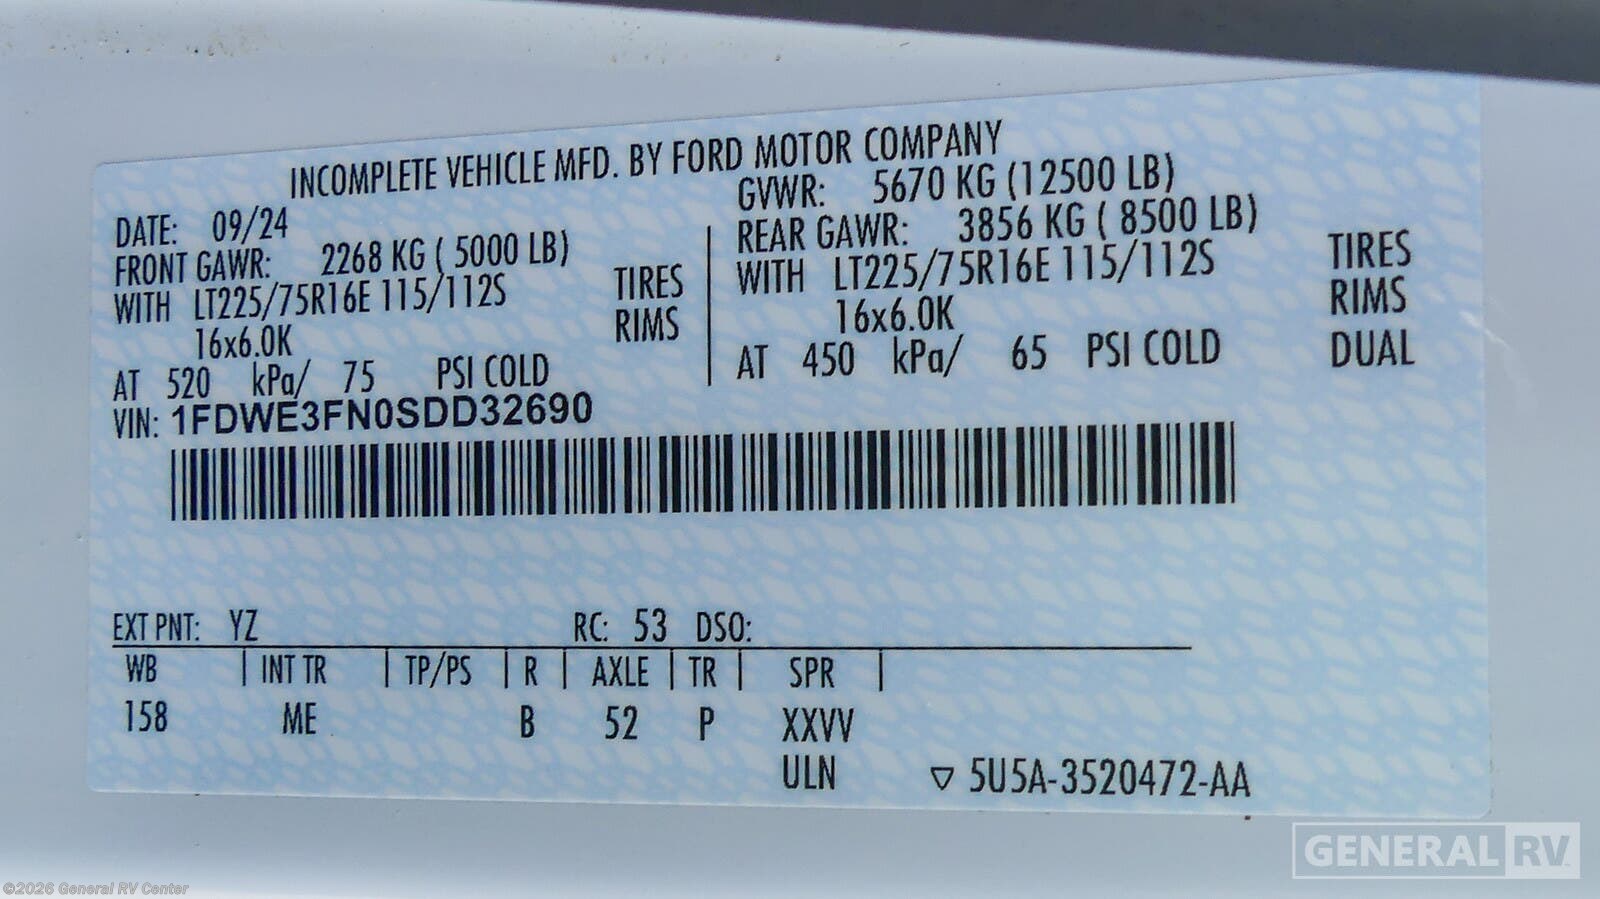 INCOMPLETE VEHICLE MFD. BY FORD MOTOR COMPANY
DATE: 09/24 GVWR: 5670 KG (12500 LB)
FRONT GAWR: 2268 KG ( 5000 LB) REAR GAWR: 3856 KG ( 8500 LB)
WITH LT225/75R16E 115/112S TIRES WITH LT225/75R16E 115/112S TIRES
16x6.0K RIMS 16x6.0K RIMS
AT 520 kPa/ 75 PSI COLD AT 450 kPa/ 65 PSI COLD DUAL
VIN: 1FDWE3FN0SDD32690
EXT PNT: YZ RC: 53 DSO:
WB | INT TR | TP/PS | R | AXLE | TR | SPR |
158 ME B 52 P XXVV
ULN ▽ 5U5A-3520472-AA
GENERAL RV
©2026 General RV Center